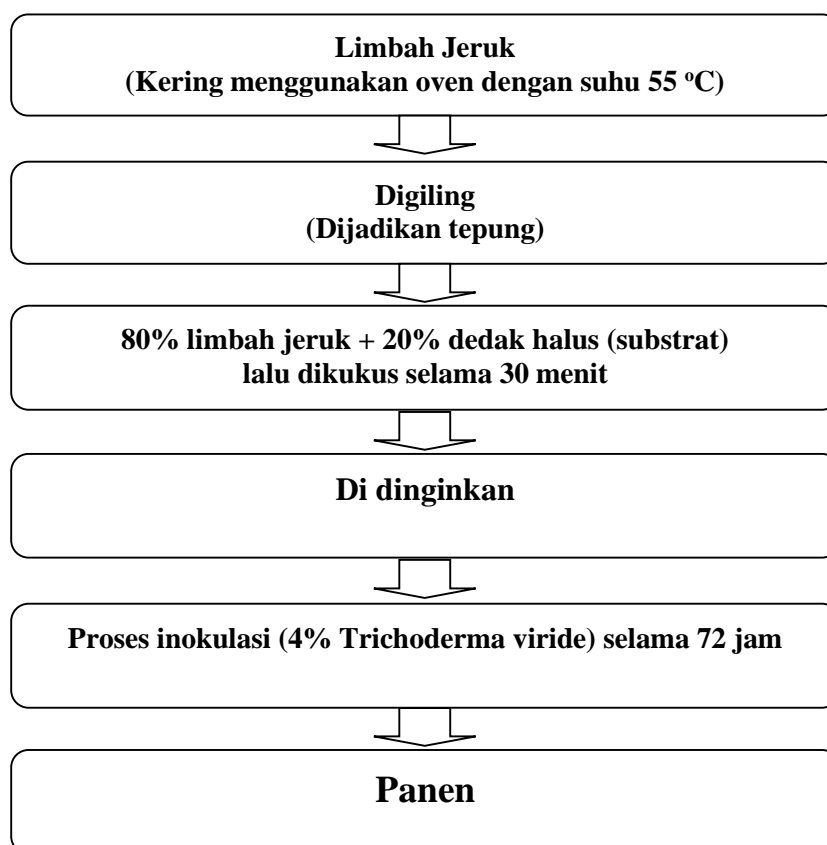 Limbah Jeruk
(Kering menggunakan oven dengan suhu 55 ºC)
Digiling
(Dijadikan tepung)
80% limbah jeruk + 20% dedak halus (substrat)
lalu dikukus selama 30 menit
Di dinginkan
Proses inokulasi (4% Trichoderma viride) selama 72 jam
Panen